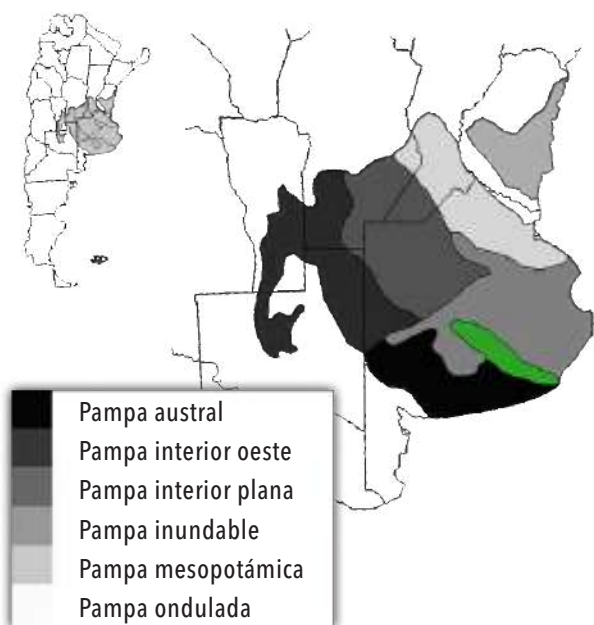 Pampa austral
Pampa interior oeste
Pampa interior plana
Pampa inundable
Pampa mesopotámica
Pampa ondulada